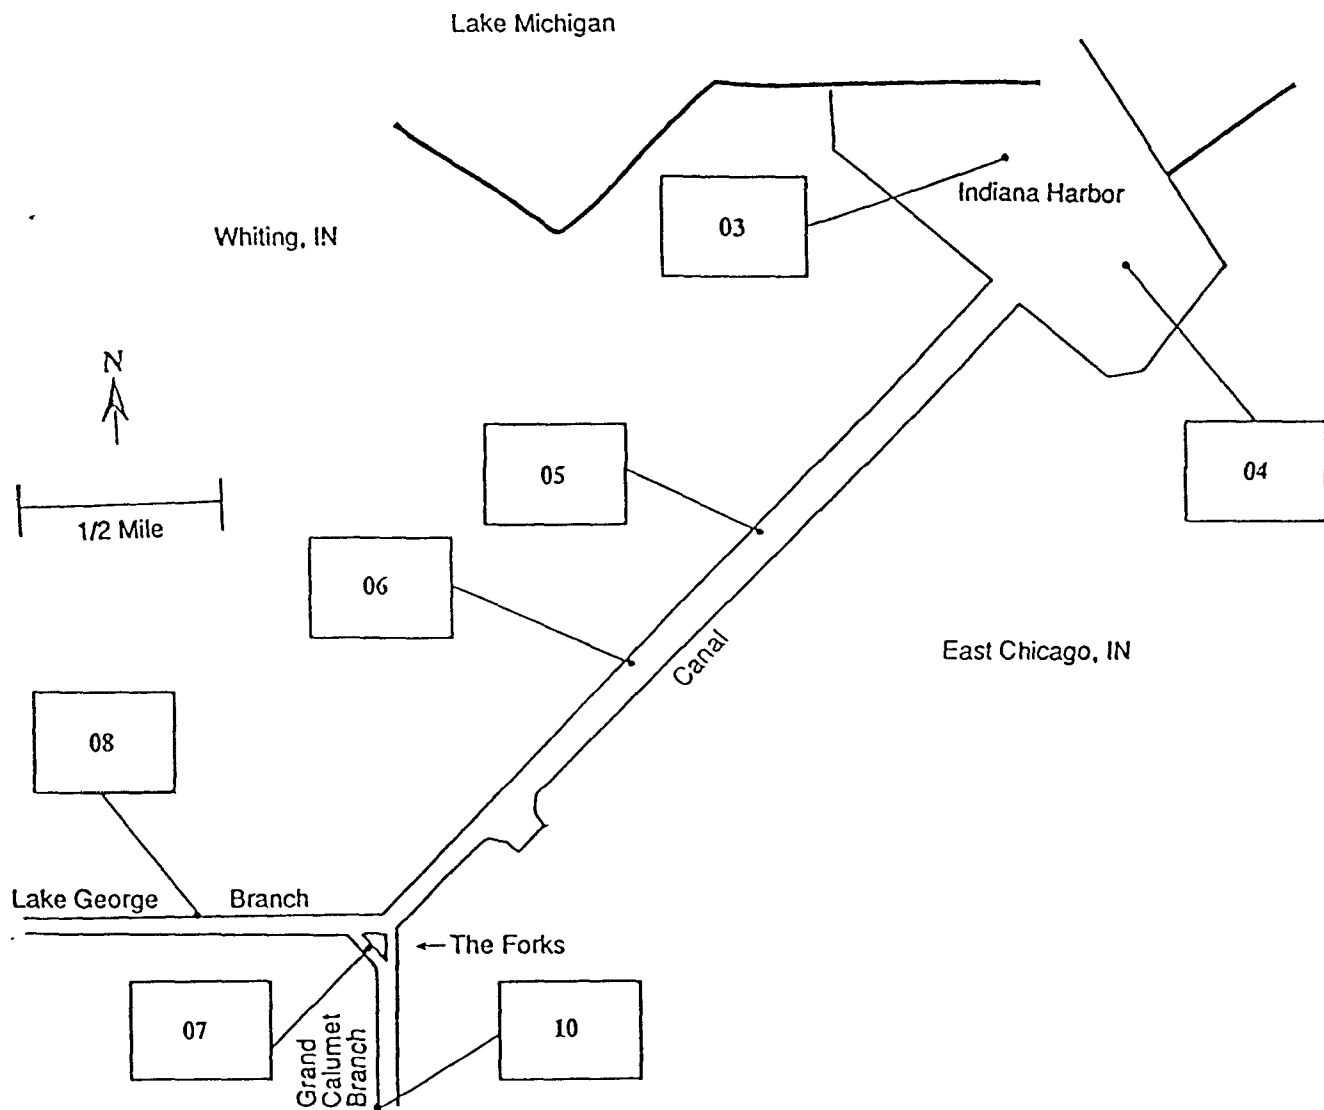 Lake Michigan
03
Indiana Harbor
Whiting, IN
N
05
04
1/2 Mile
06
Canal
East Chicago, IN
08
Lake George Branch
← The Forks
07
10
Grand
Calumet
Branch